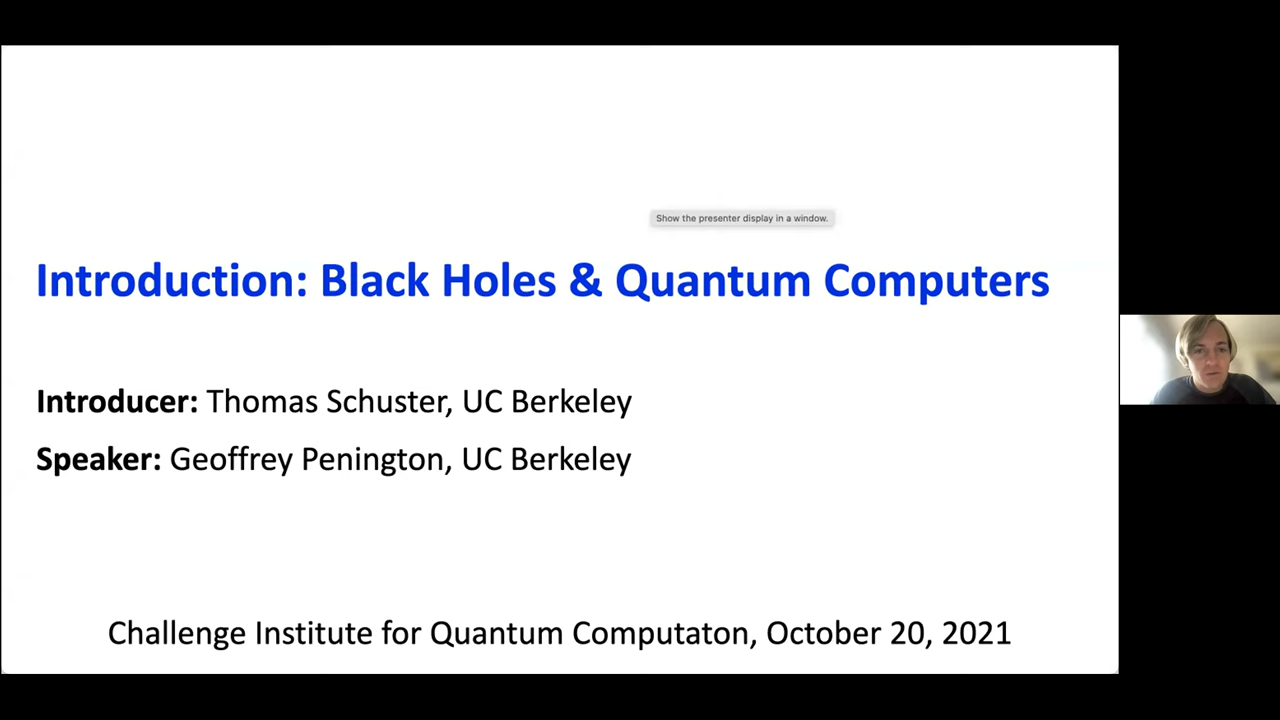 Show the presenter display in a window.
Introduction: Black Holes & Quantum Computers
Introducer: Thomas Schuster, UC Berkeley
Speaker: Geoffrey Penington, UC Berkeley
Challenge Institute for Quantum Computaton, October 20, 2021